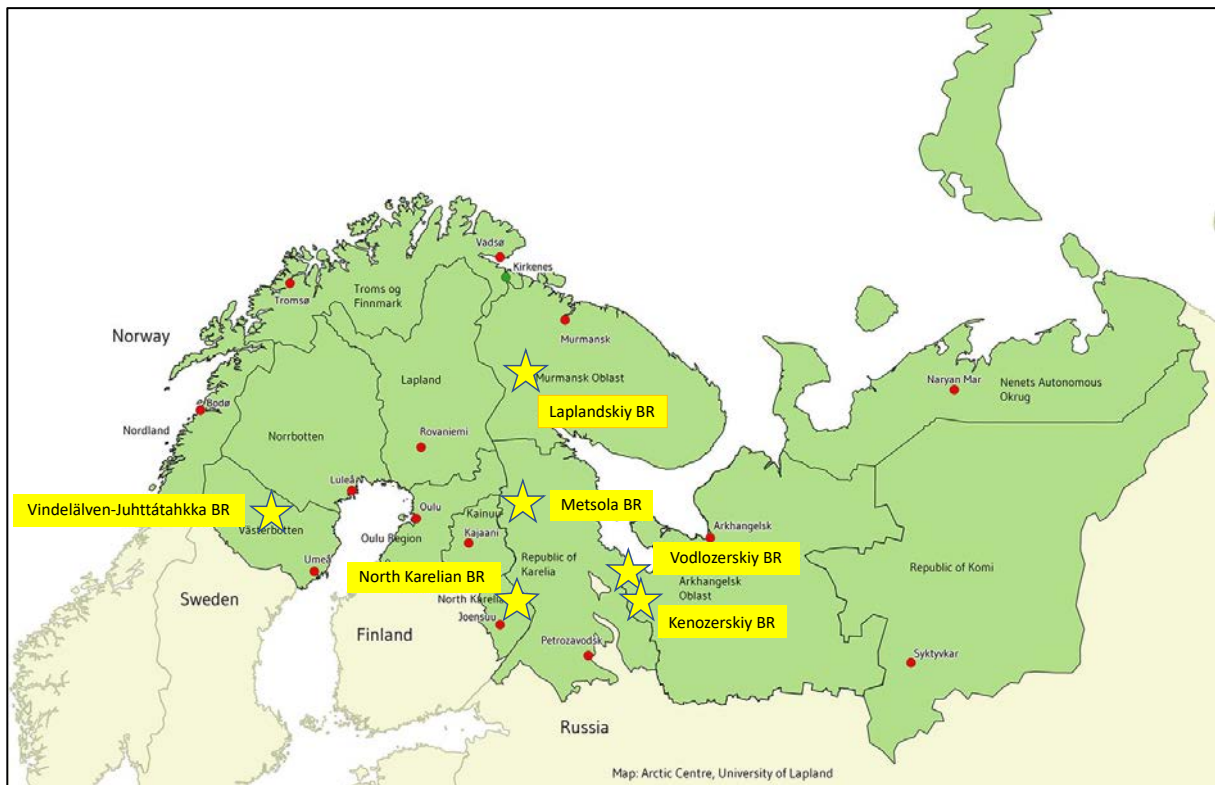 Vadsø
Kirkenes
Tromsø
Troms og
Finnmark
Norway
Murmansk
Lapland
Murmansk Oblast
Naryan Mar
Nenets Autonomous
Okrug
Laplandskiy BR
Bodø
Nordland
Norrbotten
Rovaniemi
Luleå
Vindelälven-Juhttátahkka BR
Metsola BR
Kainuu
Oulu
Västerbotten
Oulu Region
Kajaani
Arkhangelsk
Republic of
Karelia
Vodlozerskiy BR
Umeå
North Karelian BR
Arkhangelsk
Oblast
Republic of Komi
Sweden
North Karelia
Kenozerskiy BR
Joensuu
Finland
Petrozavodsk
Syktyvkar
Russia
Map: Arctic Centre, University of Lapland